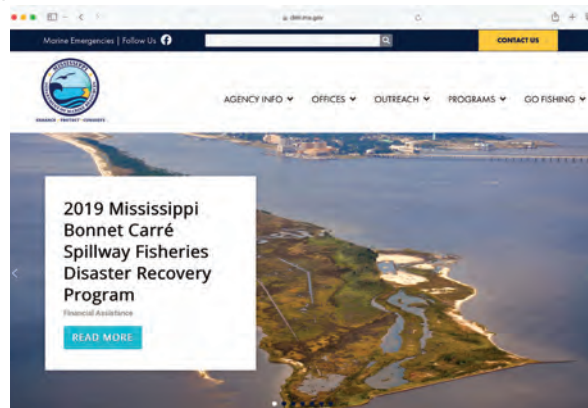 dmr.ms.gov
Marine Emergencies | Follow Us
CONTACT US
MISSISSIPPI
AGENCY INFO
OFFICES
OUTREACH
PROGRAMS
GO FISHING
2019 Mississippi
Bonnet Carré
Spillway Fisheries
Disaster Recovery
Program
Financial Assistance
READ MORE